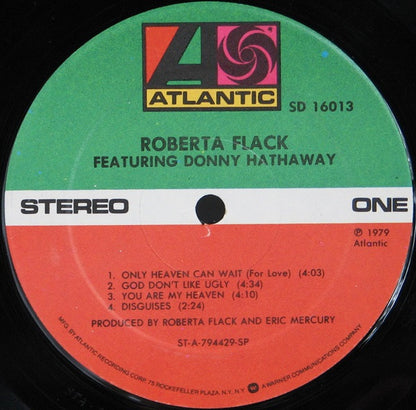 ATLANTIC
SD 16013
ROBERTA FLACK
FEATURING DONNY HATHAWAY
STEREO
ONE
℗ 1979
Atlantic
1. ONLY HEAVEN CAN WAIT (For Love) (4:03)
2. GOD DON'T LIKE UGLY (4:34)
3. YOU ARE MY HEAVEN (4:10)
4. DISGUISES (2:24)
PRODUCED BY ROBERTA FLACK AND ERIC MERCURY
ST-A-794429-SP
MFG. BY ATLANTIC RECORDING CORP. 75 ROCKEFELLER PLAZA, N.Y., N.Y. A WARNER COMMUNICATIONS COMPANY